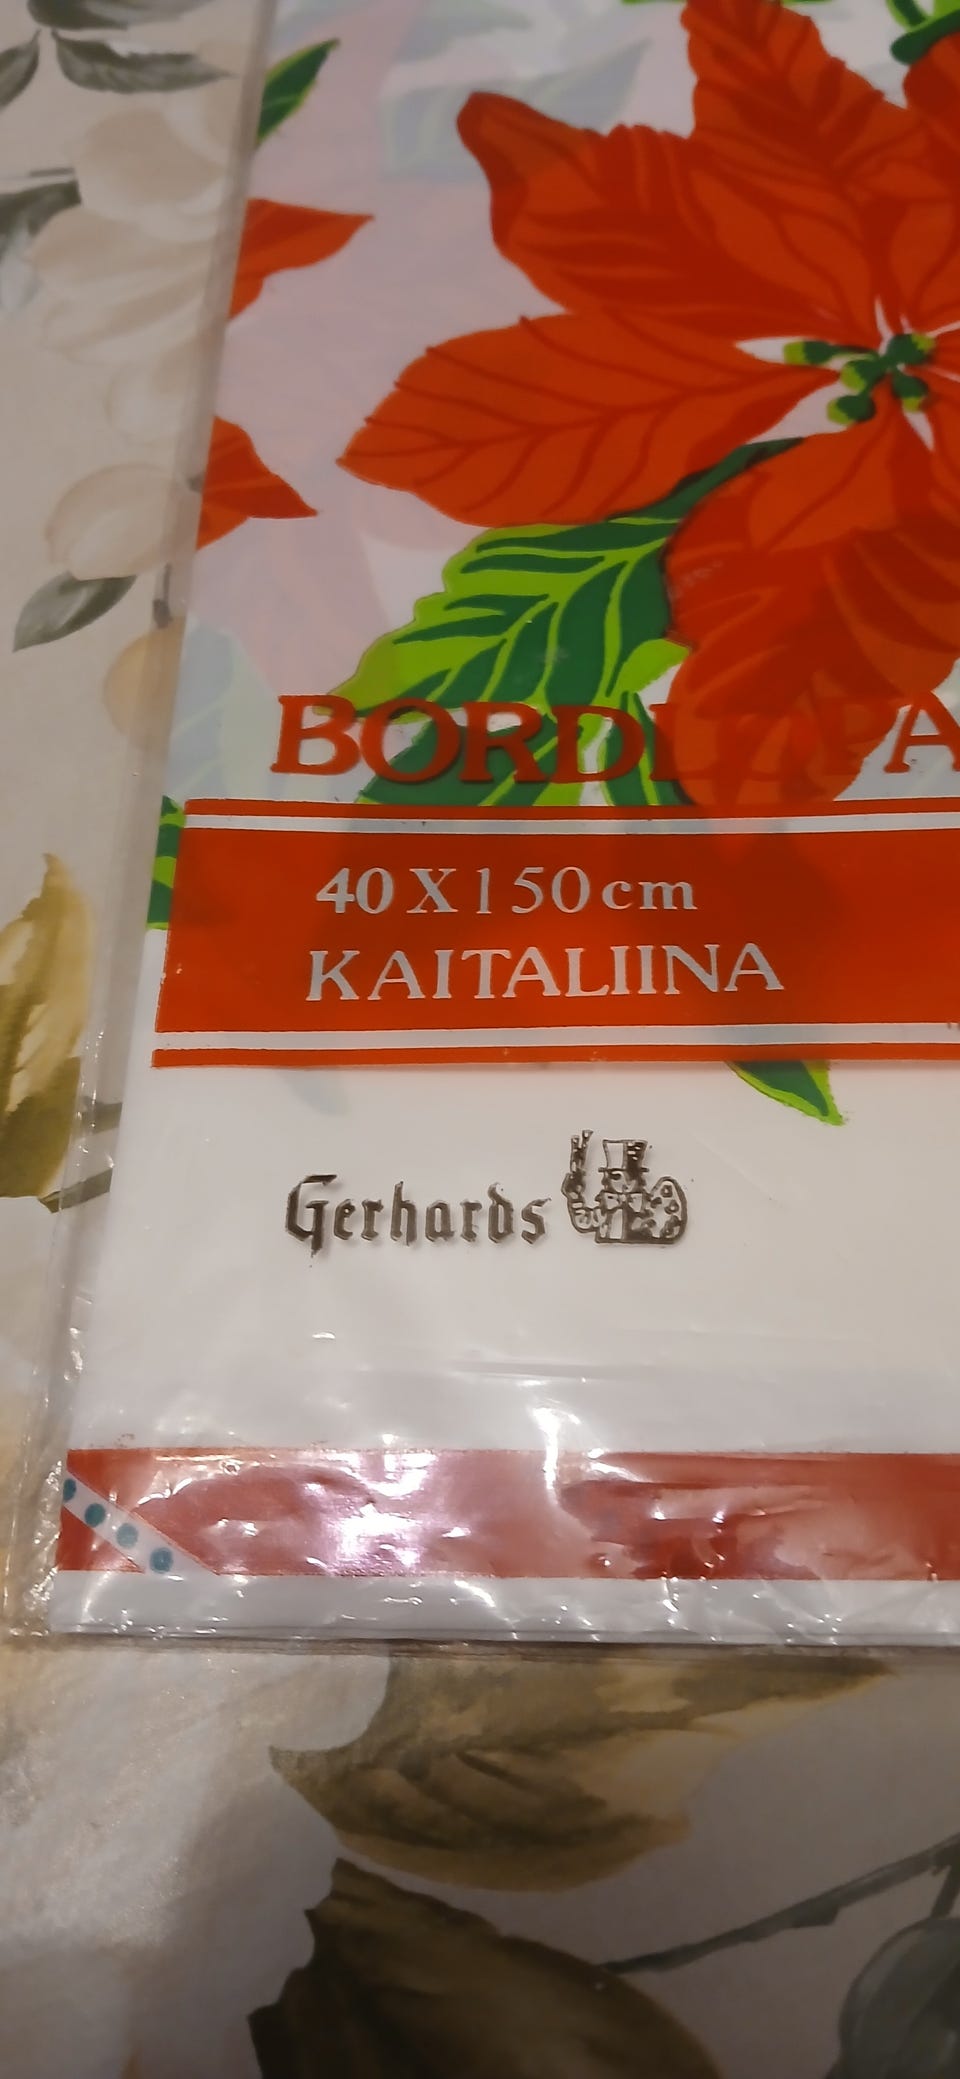 40 X 150 cm
KAITALIINA
Gerhards